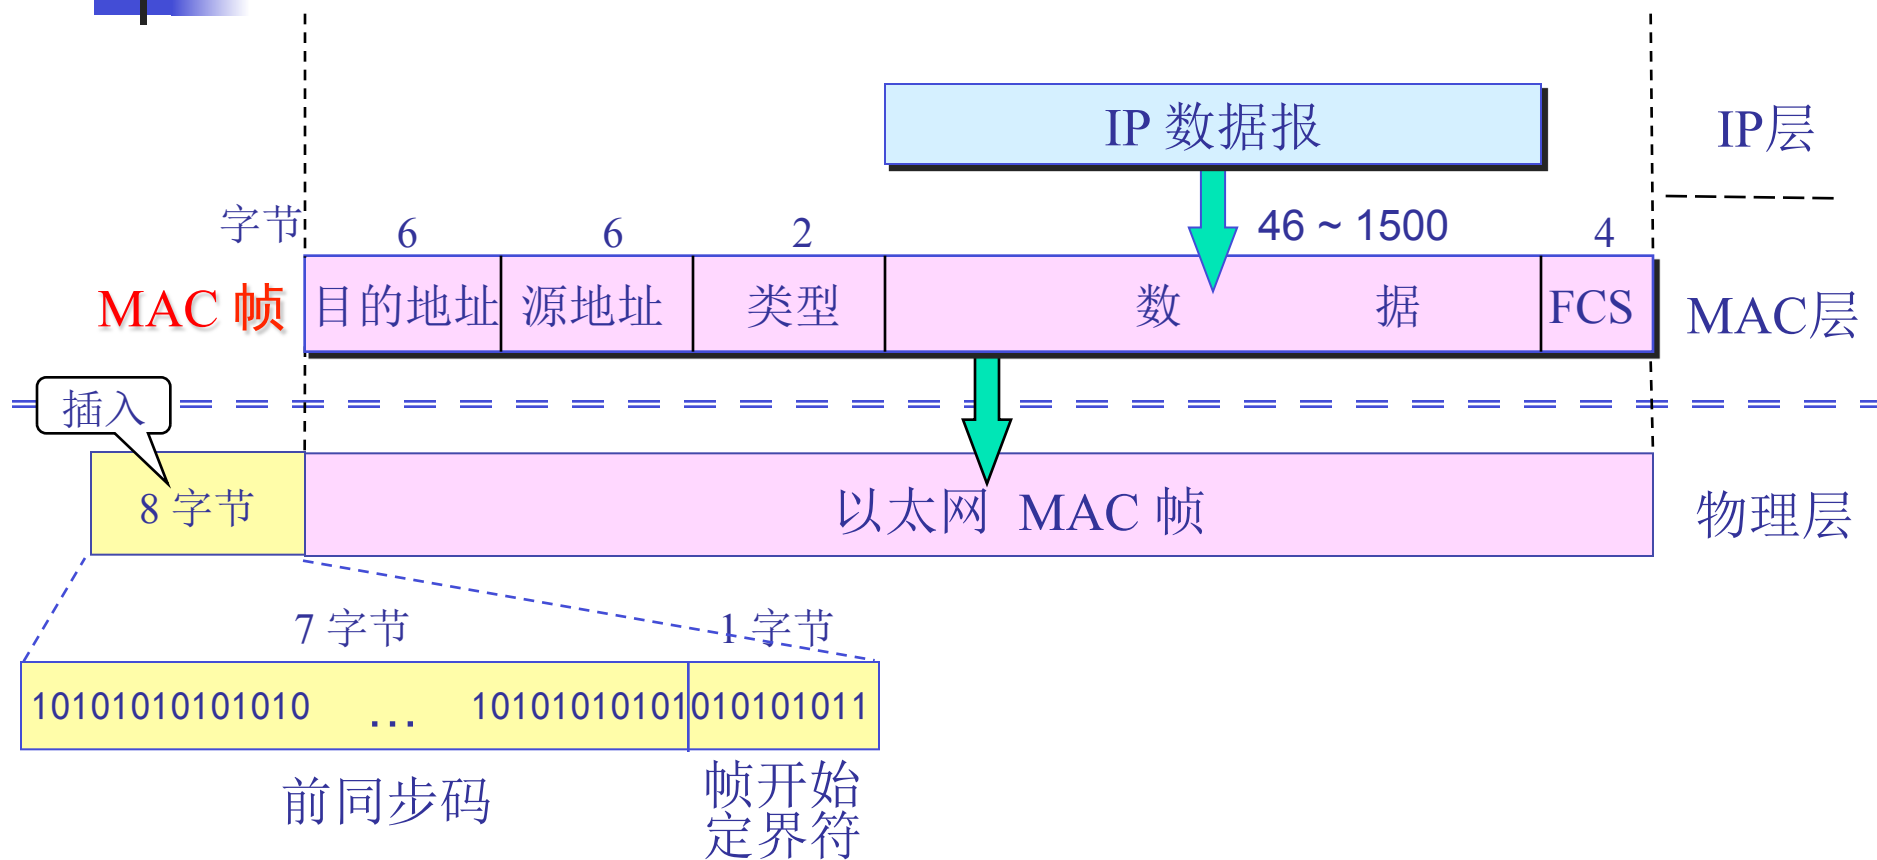 IP 数据报
IP层
字节
6
6
2
46 ~ 1500
4
MAC 帧
目的地址
源地址
类型
数 据
FCS
MAC层
插入
8 字节
以太网 MAC 帧
物理层
7 字节
1 字节
10101010101010 ... 10101010101010101011
前同步码
帧开始
定界符